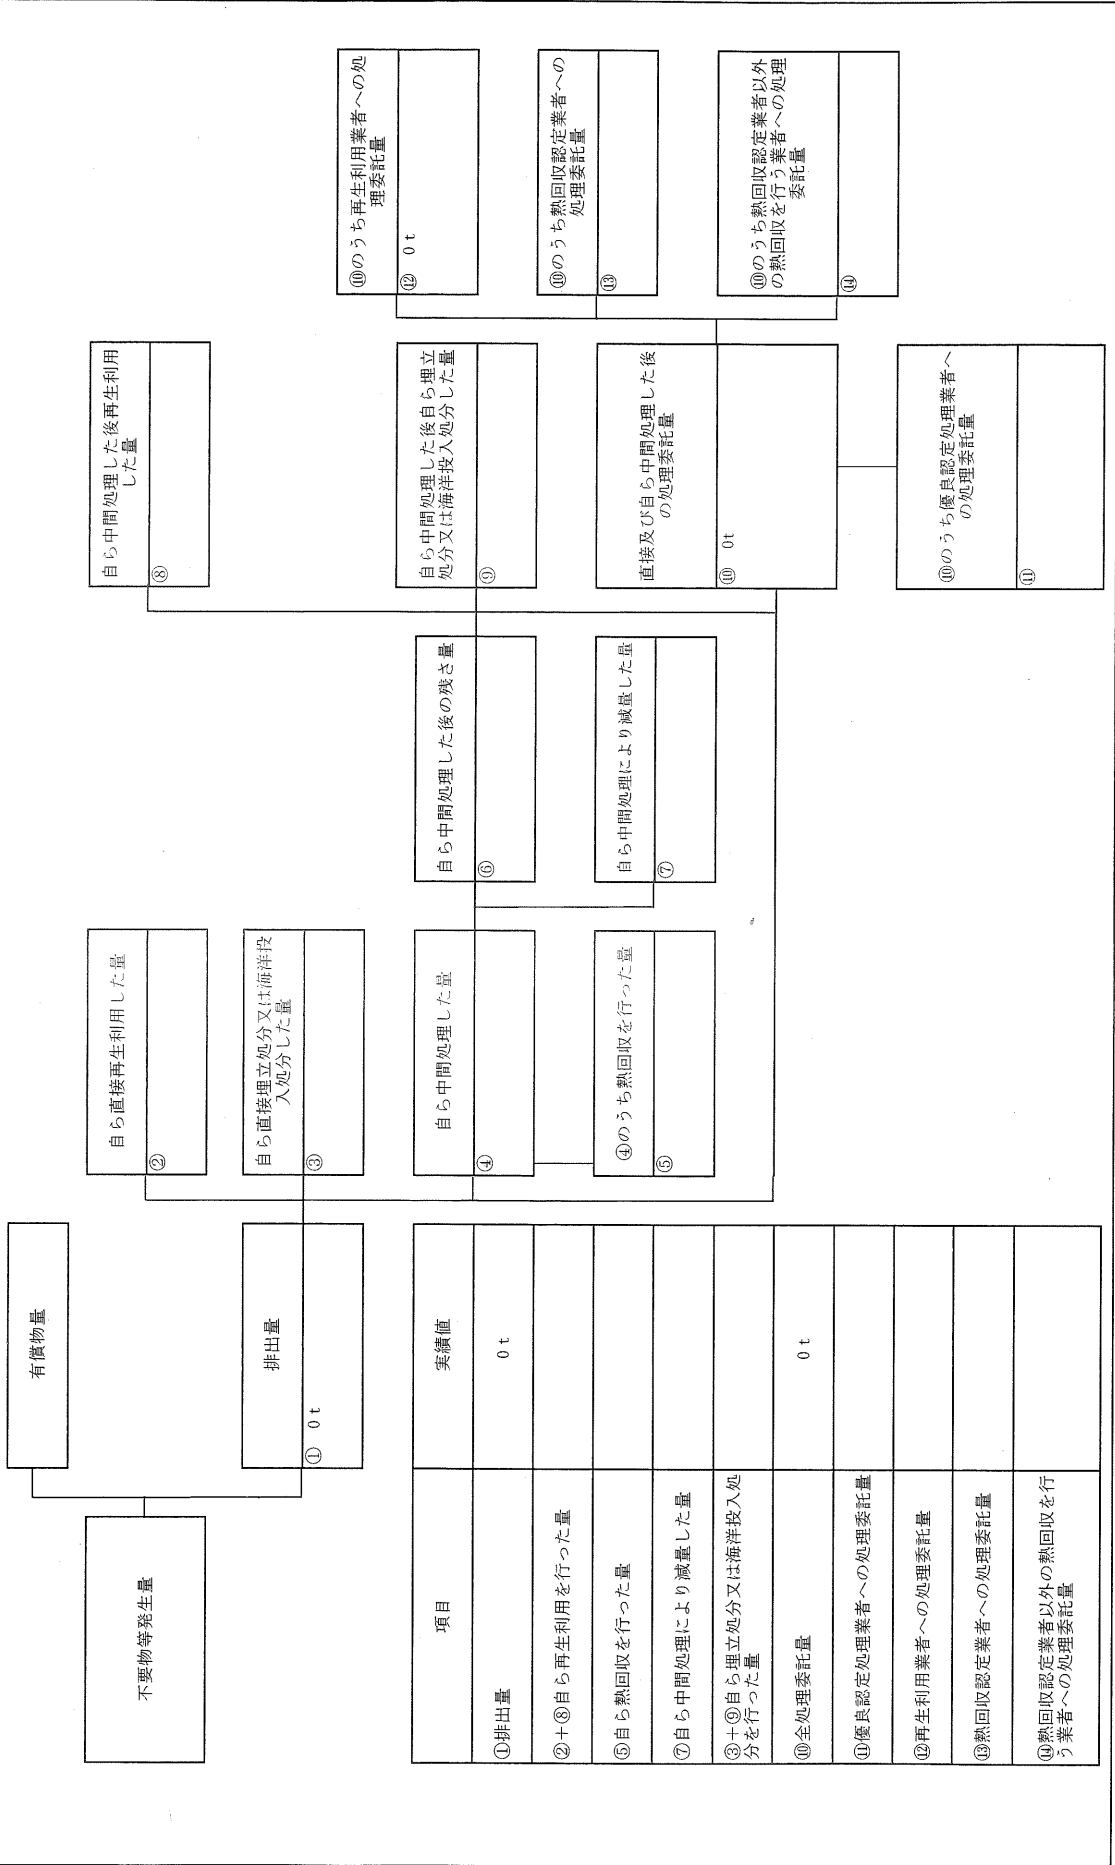 有償物量
不要物等発生量
排出量
① 0 t
自ら直接再生利用した量
②
自ら直接埋立処分又は海洋投
入処分した量
③
自ら中間処理した量
④
④のうち熱回収を行った量
⑤
自ら中間処理した後の残さ量
⑥
自ら中間処理により減量した量
⑦
自ら中間処理した後再生利用
した量
⑧
自ら中間処理した後自ら埋立
処分又は海洋投入処分した量
⑨
直接及び自ら中間処理した後
の処理委託量
⑩ 0t
⑩のうち優良認定処理業者へ
の処理委託量
⑪
⑩のうち再生利用業者への処
理委託量
⑫ 0 t
⑩のうち熱回収認定業者への
処理委託量
⑬
⑩のうち熱回収認定業者以外
の熱回収を行う業者への処理
委託量
⑭
項目 実績値
①排出量 0 t
②+⑧自ら再生利用を行った量
⑤自ら熱回収を行った量
⑦自ら中間処理により減量した量
③+⑨自ら埋立処分又は海洋投入処
分を行った量
⑩全処理委託量 0 t
⑪優良認定処理業者への処理委託量
⑫再生利用業者への処理委託量
⑬熱回収認定業者への処理委託量
⑭熱回収認定業者以外の熱回収を行
う業者への処理委託量